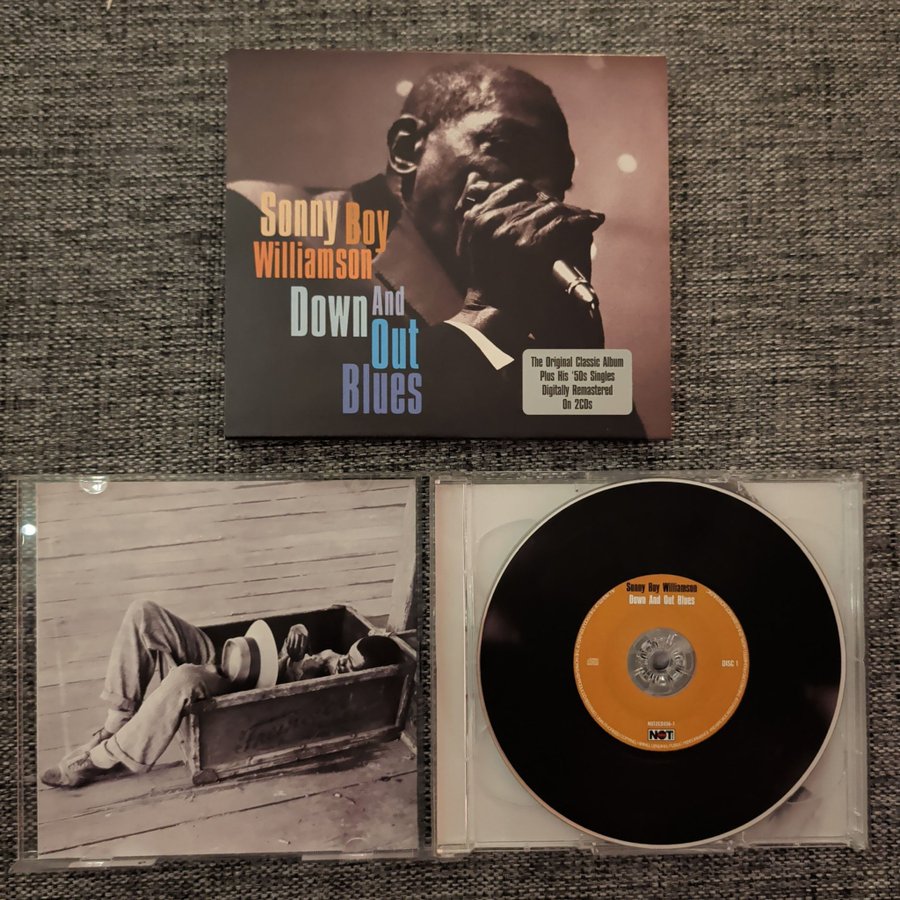 Sonny Boy
Williamson
Down And
Out
Blues
The Original Classic Album
Plus His '50s Singles
Digitally Remastered
On 2CDs
Sonny Boy Williamson
Down And Out Blues
DISC 1
NOT